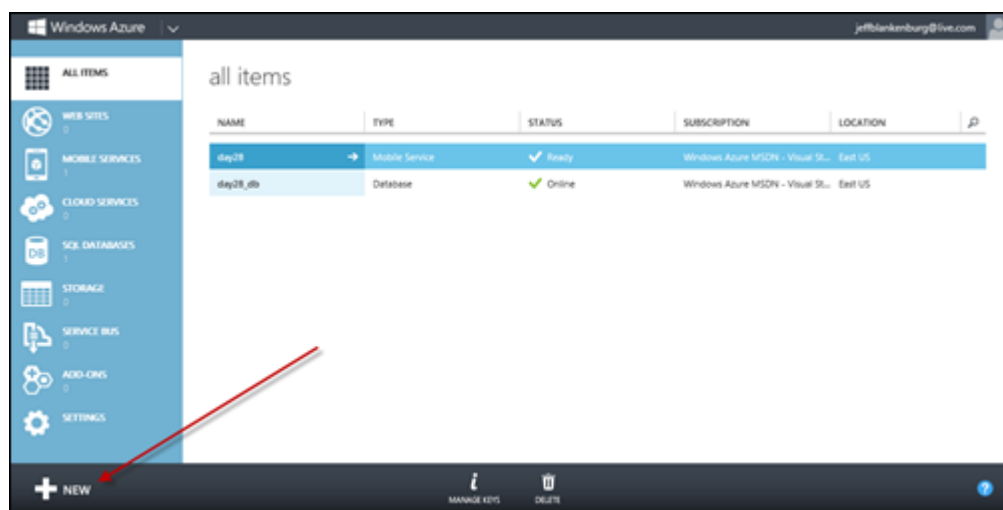 Windows Azure
jeffblankenburg@live.com
ALL ITEMS
WEB SITES
0
MOBILE SERVICES
1
CLOUD SERVICES
0
DB
SQL DATABASES
1
STORAGE
0
SERVICE BUS
0
ADD-ONS
0
SETTINGS
all items
NAME TYPE STATUS SUBSCRIPTION LOCATION
day28 Mobile Service Ready Windows Azure MSDN - Visual St... East US
day28_db Database Online Windows Azure MSDN - Visual St... East US
NEW
MANAGE KEYS
DELETE
?